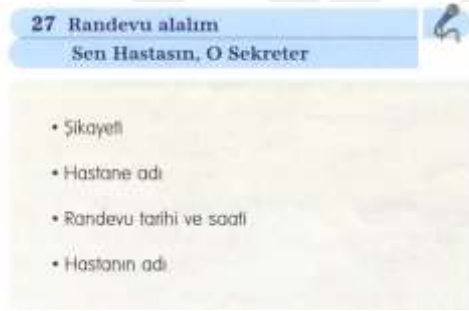 27 Randevu alalım
Sen Hastasın, O Sekreter
• Şikayeti
• Hastane adı
• Randevu tarihi ve saati
• Hastanın adı